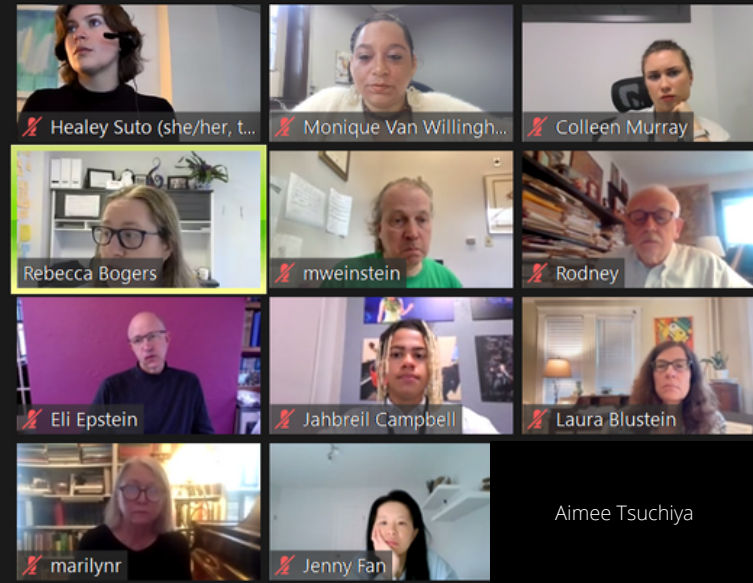 Healey Suto (she/her, t...
Monique Van Willingh...
Colleen Murray
Rebecca Bogers
mweinstein
Rodney
Eli Epstein
Jahbreil Campbell
Laura Blustein
marilynr
Jenny Fan
Aimee Tsuchiya